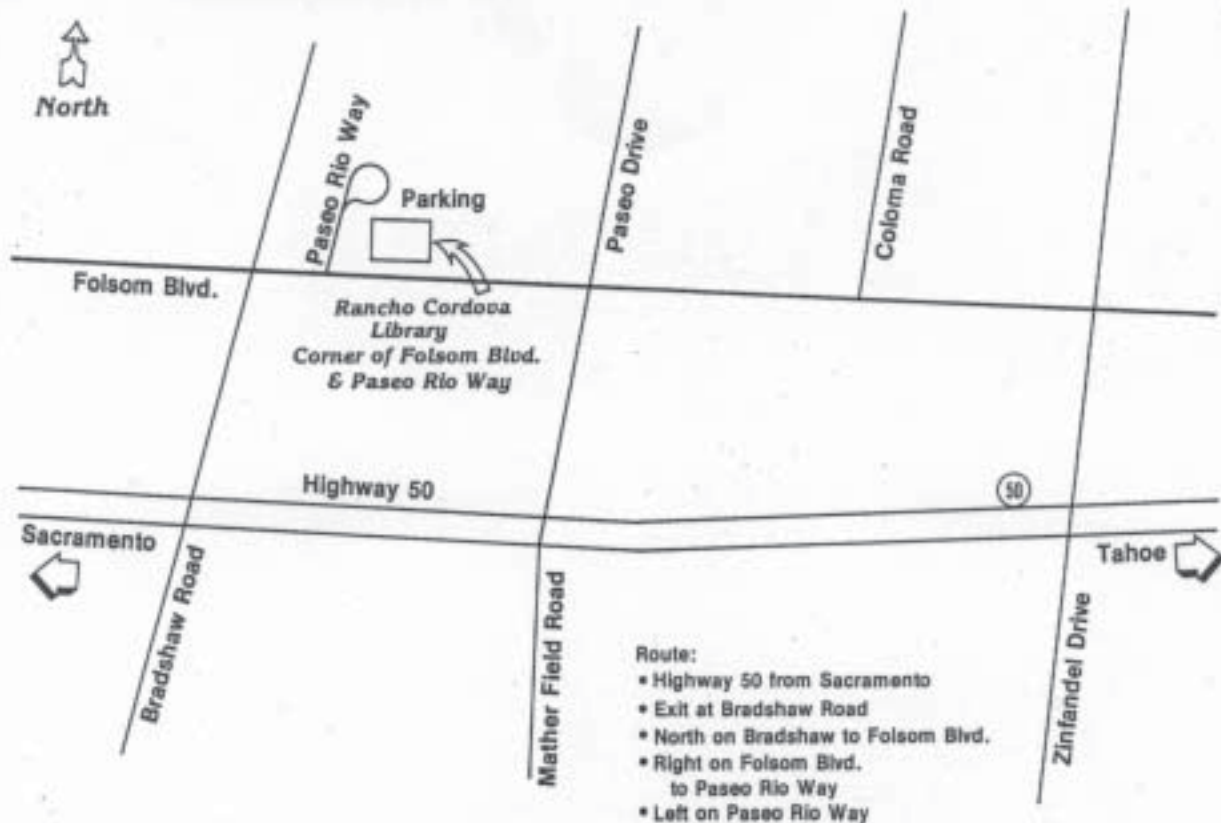 North
Paseo Rio Way
Parking
Paseo Drive
Coloma Road
Folsom Blvd.
Rancho Cordova
Library
Corner of Folsom Blvd.
& Paseo Rio Way
Highway 50
50
Sacramento
Tahoe
Bradshaw Road
Mather Field Road
Zinfandel Drive
Route:
• Highway 50 from Sacramento
• Exit at Bradshaw Road
• North on Bradshaw to Folsom Blvd.
• Right on Folsom Blvd.
to Paseo Rio Way
• Left on Paseo Rio Way